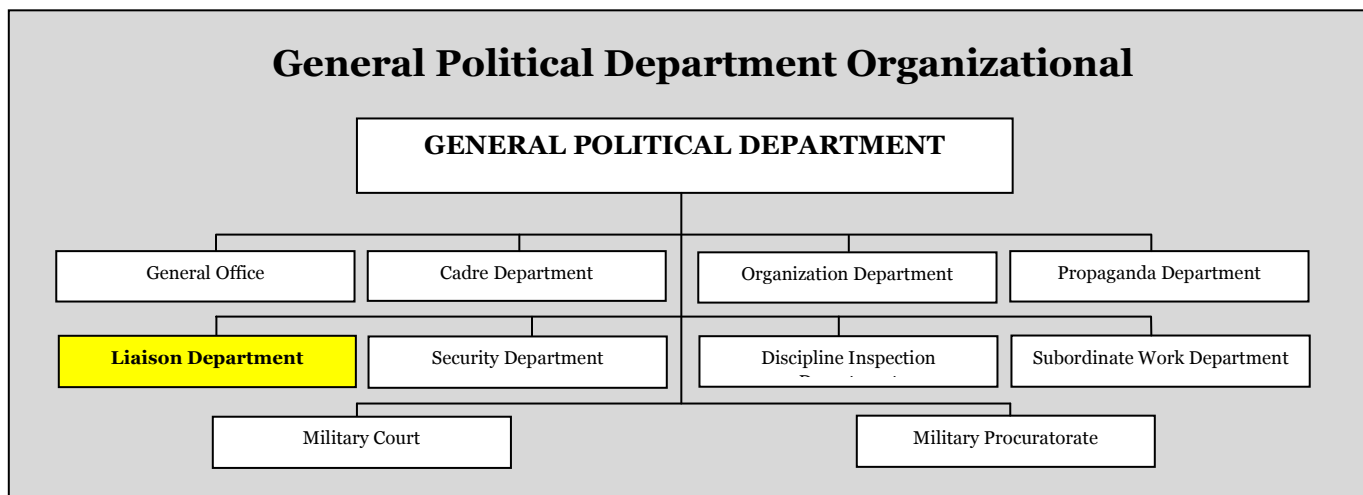 General Political Department Organizational
GENERAL POLITICAL DEPARTMENT
General Office
Cadre Department
Organization Department
Propaganda Department
Liaison Department
Security Department
Discipline Inspection
Subordinate Work Department
Military Court
Military Procuratorate